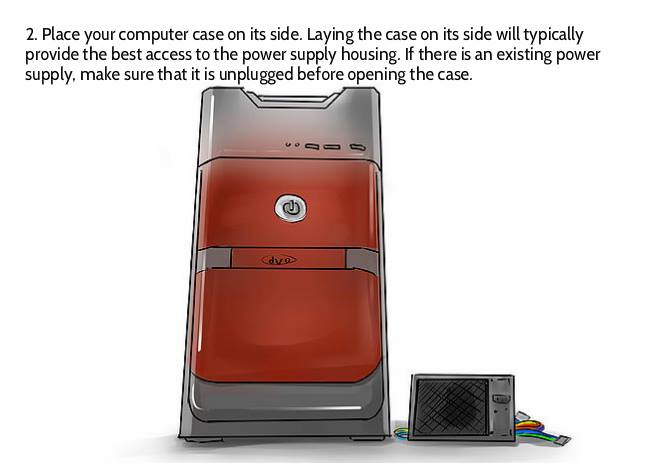 2. Place your computer case on its side. Laying the case on its side will typically
provide the best access to the power supply housing. If there is an existing power
supply, make sure that it is unplugged before opening the case.
dvo